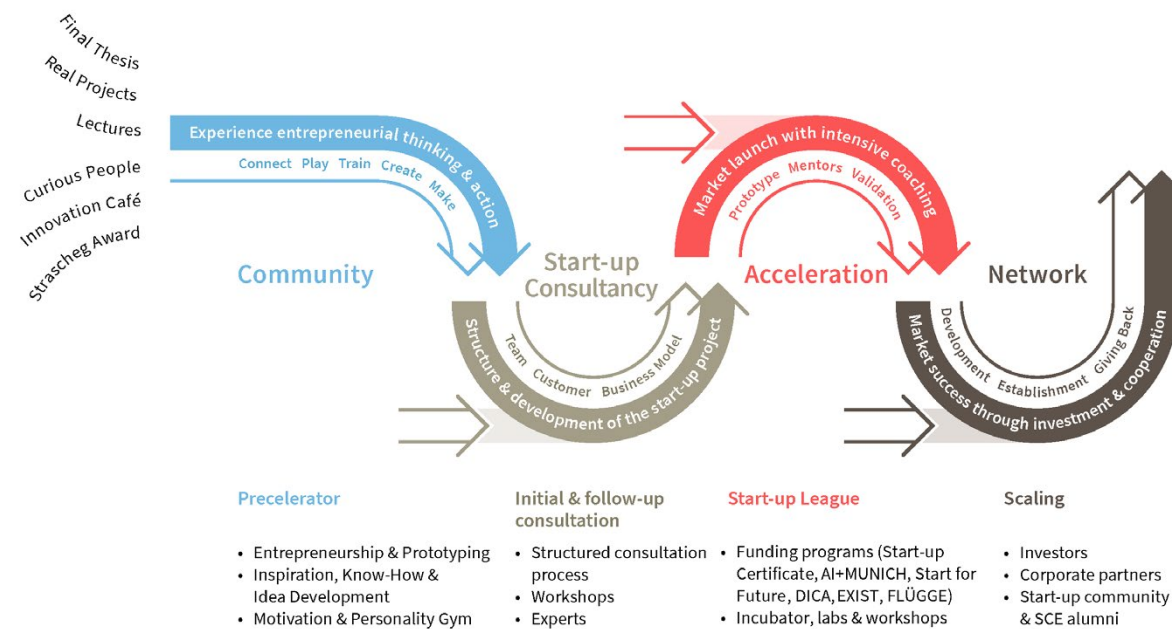 Final Thesis
Real Projects
Lectures
Curious People
Innovation Café
Strascheg Award
Experience entrepreneurial thinking & action
Connect Play Train Create Make
Community
Structure & development of the start-up project
Team Customer Business Model
Start-up
Consultancy
Market launch with intensive coaching
Prototype Mentors Validation
Acceleration
Market success through investment & cooperation
Development Establishment Giving Back
Network
Precelerator
• Entrepreneurship & Prototyping
• Inspiration, Know-How &
Idea Development
• Motivation & Personality Gym
Initial & follow-up
consultation
• Structured consultation
process
• Workshops
• Experts
Start-up League
• Funding programs (Start-up
Certificate, AI+MUNICH, Start for
Future, DICA, EXIST, FLÜGGE)
• Incubator, labs & workshops
Scaling
• Investors
• Corporate partners
• Start-up community
& SCE alumni